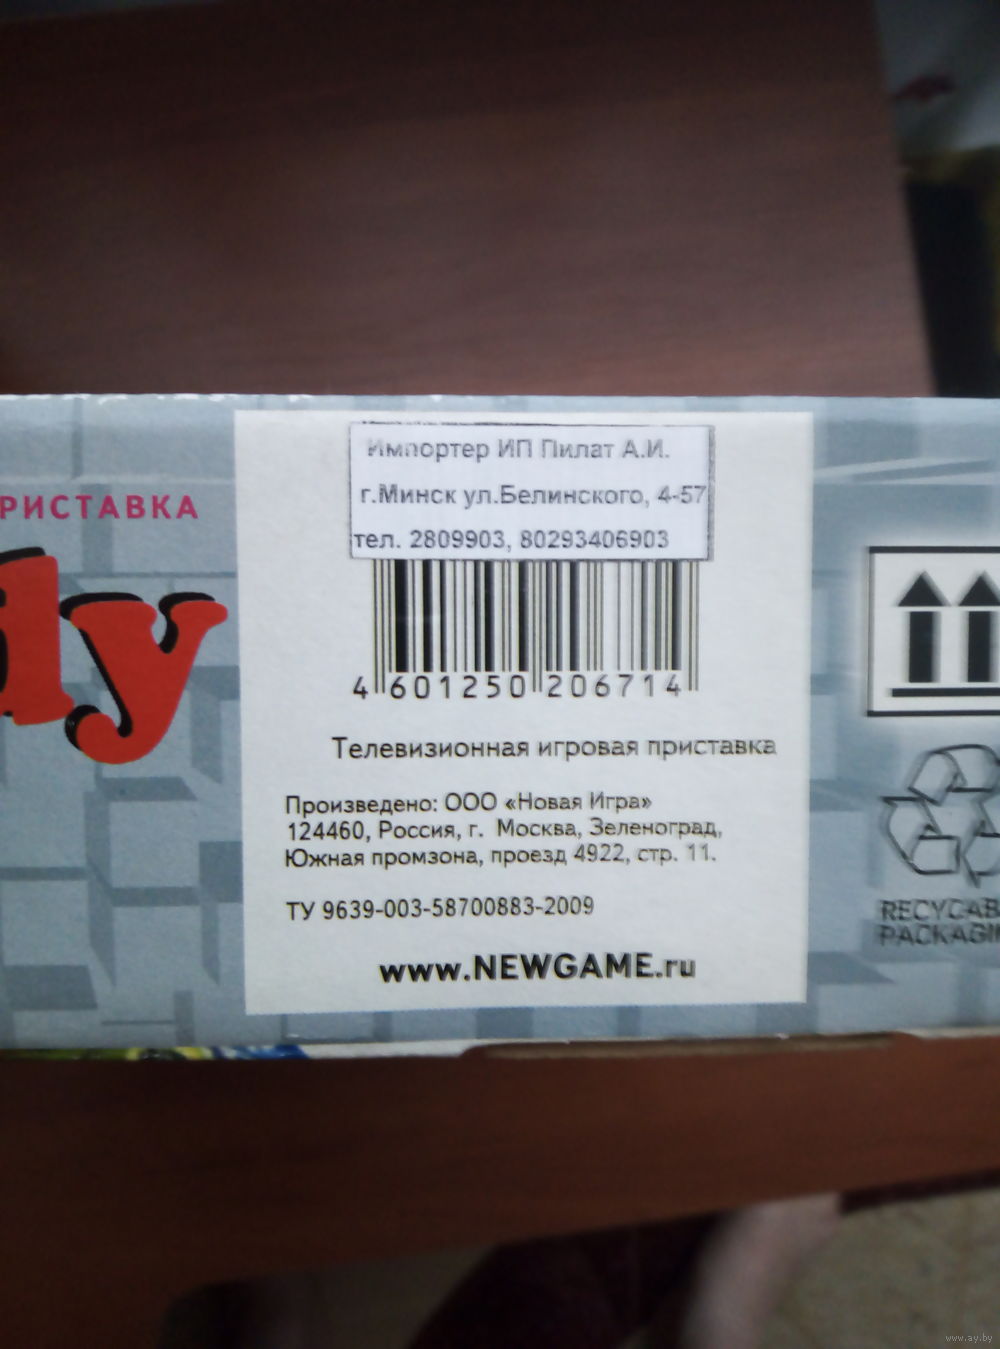 РИСТАВКА
dy
Импортер ИП Пилат А.И.
г.Минск ул.Белинского, 4-57
тел. 2809903, 80293406903
4 601250 206714
Телевизионная игровая приставка
Произведено: ООО «Новая Игра»
124460, Россия, г. Москва, Зеленоград,
Южная промзона, проезд 4922, стр. 11.
ТУ 9639-003-58700883-2009
www.NEWGAME.ru
RECYCAB
PACKAGIN
www.ay.by